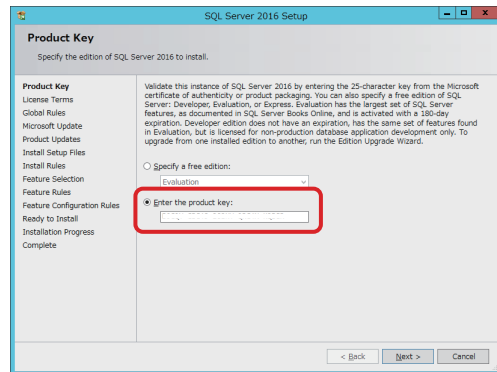 SQL Server 2016 Setup
Product Key
Specify the edition of SQL Server 2016 to install.
Product Key
License Terms
Global Rules
Microsoft Update
Product Updates
Install Setup Files
Install Rules
Feature Selection
Feature Rules
Feature Configuration Rules
Ready to Install
Installation Progress
Complete
Validate this instance of SQL Server 2016 by entering the 25-character key from the Microsoft
certificate of authenticity or product packaging. You can also specify a free edition of SQL
Server: Developer, Evaluation, or Express. Evaluation has the largest set of SQL Server
features, as documented in SQL Server Books Online, and is activated with a 180-day
expiration. Developer edition does not have an expiration, has the same set of features found
in Evaluation, but is licensed for non-production database application development only. To
upgrade from one installed edition to another, run the Edition Upgrade Wizard.
Specify a free edition:
Evaluation
Enter the product key:
< Back
Next >
Cancel